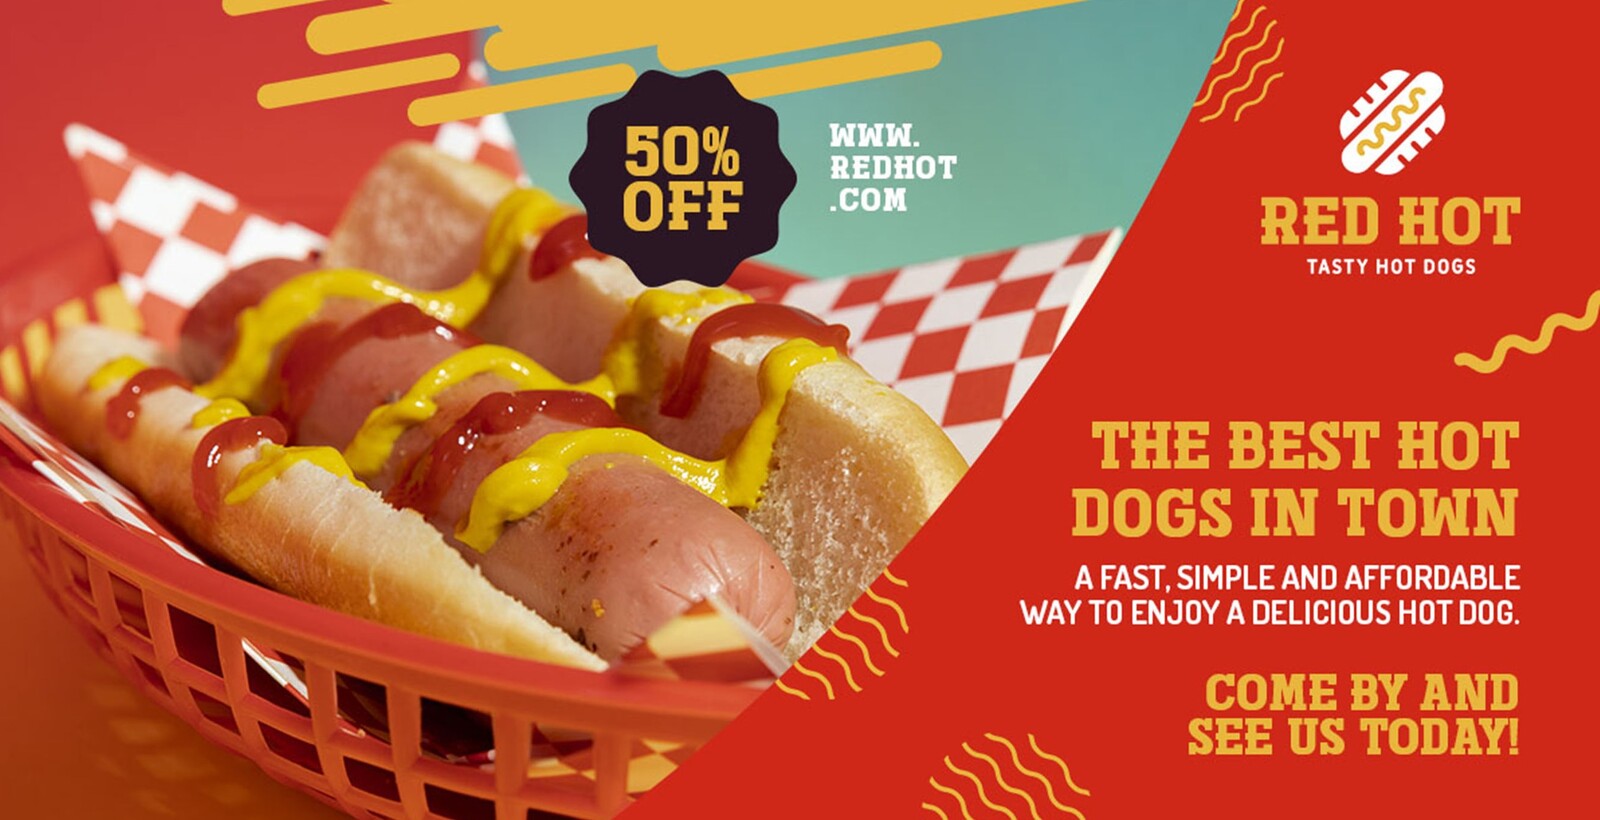 50%
OFF
WWW.
REDHOT
.COM
RED HOT
TASTY HOT DOGS
THE BEST HOT
DOGS IN TOWN
A FAST, SIMPLE AND AFFORDABLE
WAY TO ENJOY A DELICIOUS HOT DOG.
COME BY AND
SEE US TODAY!